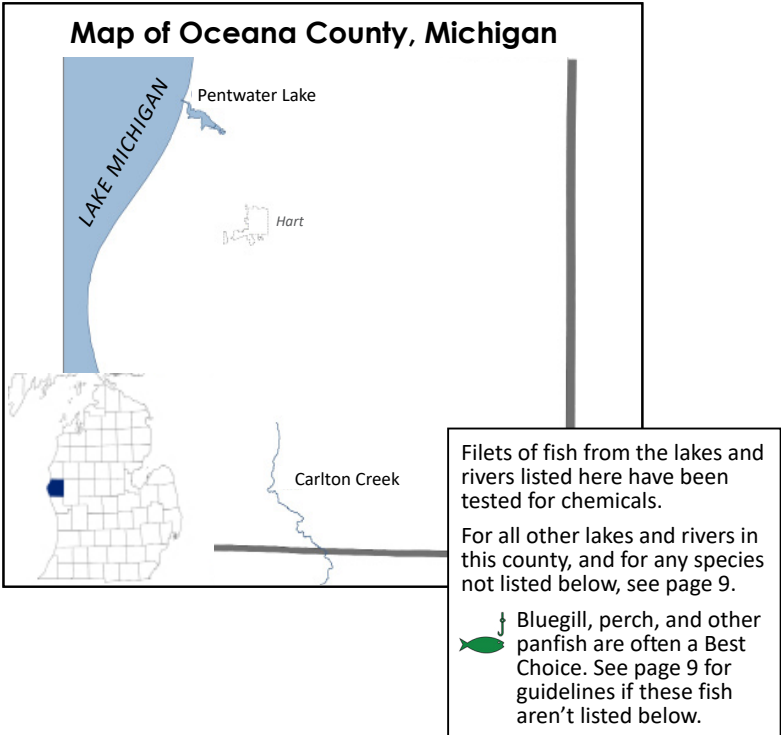 Map of Oceana County, Michigan
LAKE MICHIGAN
Pentwater Lake
Hart
Carlton Creek
Filets of fish from the lakes and
rivers listed here have been
tested for chemicals.
For all other lakes and rivers in
this county, and for any species
not listed below, see page 9.
Bluegill, perch, and other
panfish are often a Best
Choice. See page 9 for
guidelines if these fish
aren’t listed below.